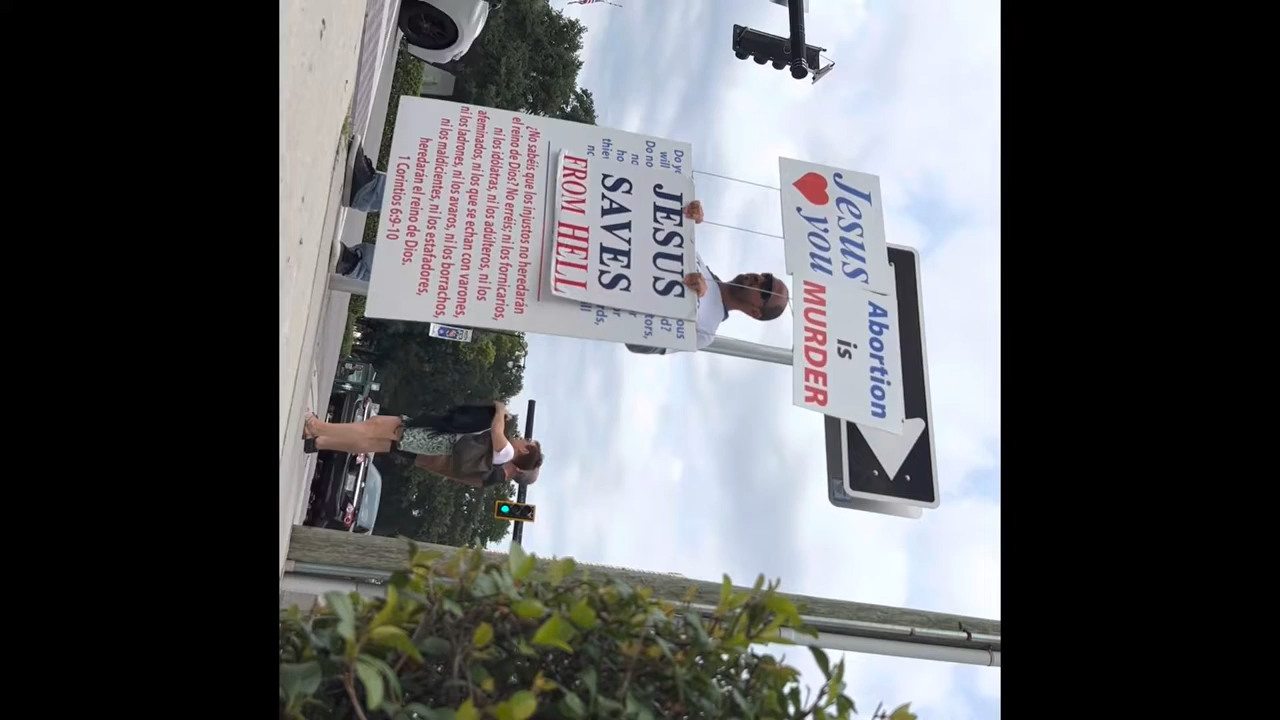 Jesus
♥ you
Abortion
is
MURDER
Do
will
Do
JESUS
SAVES
FROM HELL
¿No sabéis que los injustos no heredarán
el reino de Dios? No erréis; ni los fornicarios,
ni los idólatras, ni los adúlteros, ni los
afeminados, ni los que se echan con varones,
ni los ladrones, ni los avaros, ni los borrachos,
ni los maldicientes, ni los estafadores,
heredarán el reino de Dios.
1 Corintios 6:9-10